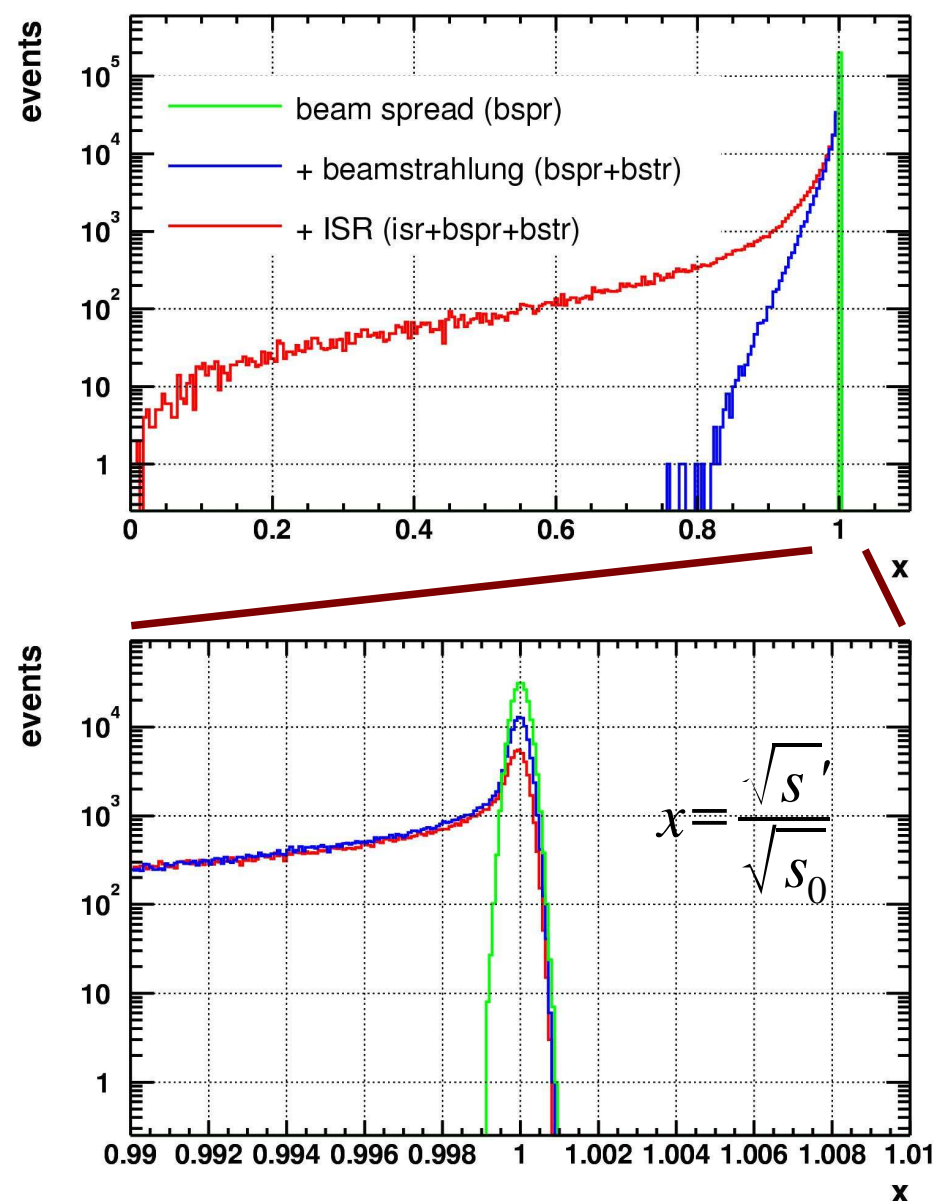 events
10^5
10^4
10^3
10^2
10
1
beam spread (bspr)
+ beamstrahlung (bspr+bstr)
+ ISR (isr+bspr+bstr)
0 0.2 0.4 0.6 0.8 1
x
events
10^4
10^3
10^2
10
1
x=√s′/√s₀
0.99 0.992 0.994 0.996 0.998 1 1.002 1.004 1.006 1.008 1.01
x